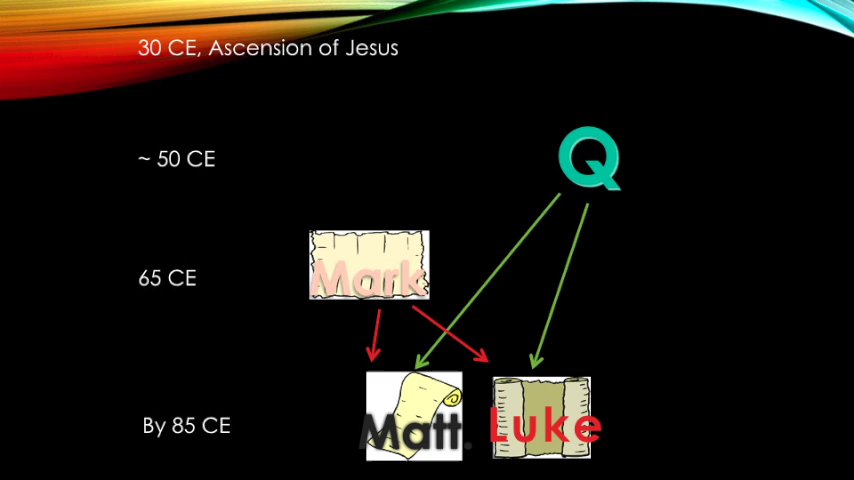 30 CE, Ascension of Jesus
~ 50 CE
Q
Mark
65 CE
By 85 CE
Matt.
Luke